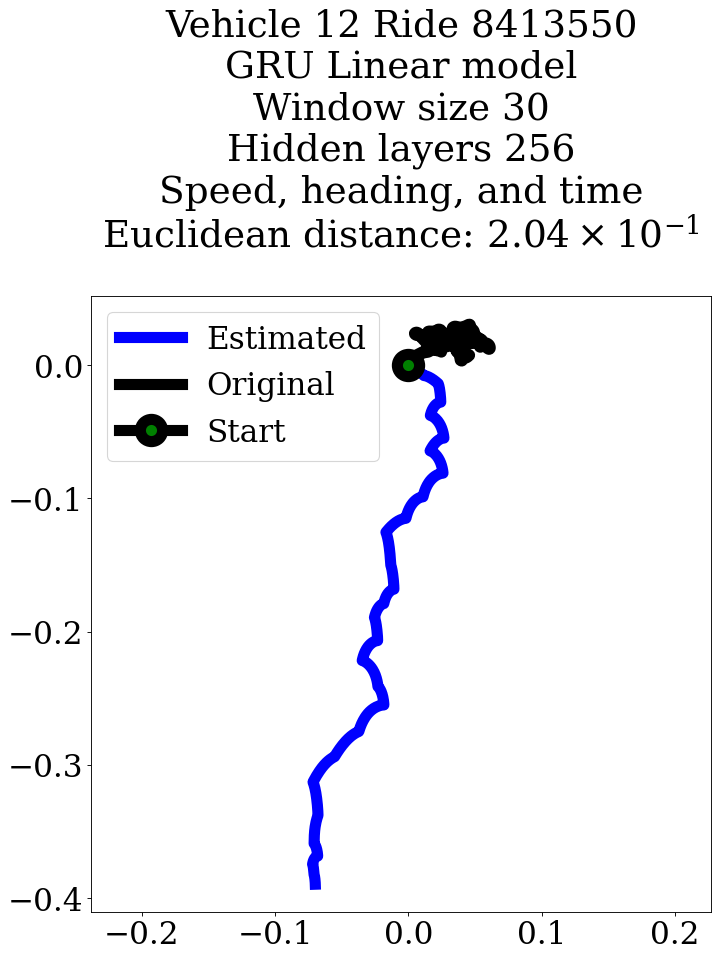 Vehicle 12 Ride 8413550
GRU Linear model
Window size 30
Hidden layers 256
Speed, heading, and time
Euclidean distance: 2.04 × 10⁻¹
Estimated
Original
Start
0.0
−0.1
−0.2
−0.3
−0.4
−0.2 −0.1 0.0 0.1 0.2